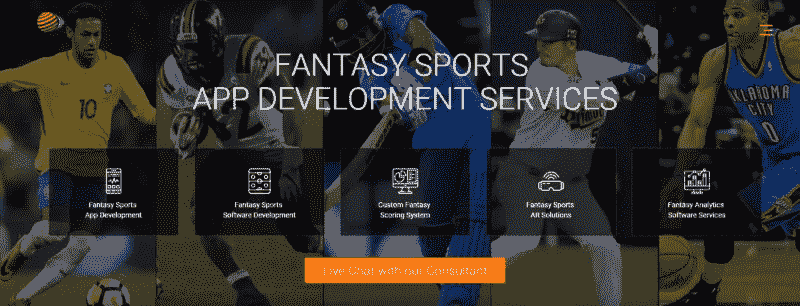 FANTASY SPORTS
APP DEVELOPMENT SERVICES
10
OKLAHOMA
CITY
0
Fantasy Sports
App Development
Fantasy Sports
Software Development
Custom Fantasy
Scoring System
Fantasy Sports
AR Solutions
Fantasy Analytics
Software Services
Live Chat with our Consultant